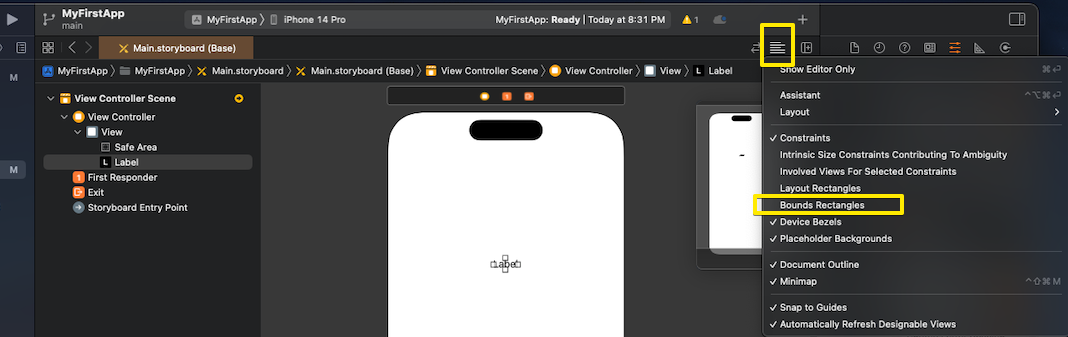 MyFirstApp
main
MyFirstApp 〉 iPhone 14 Pro
MyFirstApp: Ready | Today at 8:31 PM
1
Main.storyboard (Base)
M
MyFirstApp 〉 MyFirstApp 〉 Main.storyboard 〉 Main.storyboard (Base) 〉 View Controller Scene 〉 View Controller 〉 View 〉 L Label
View Controller Scene
View Controller
View
Safe Area
L Label
M
1 First Responder
Exit
Storyboard Entry Point
1
Label
Show Editor Only ⌘⏎
Assistant ^⌥⌘⏎
Layout
✓ Constraints
Intrinsic Size Constraints Contributing To Ambiguity
Involved Views For Selected Constraints
Layout Rectangles
Bounds Rectangles
✓ Device Bezels
✓ Placeholder Backgrounds
✓ Document Outline
✓ Minimap ^⇧⌘M
✓ Snap to Guides
✓ Automatically Refresh Designable Views